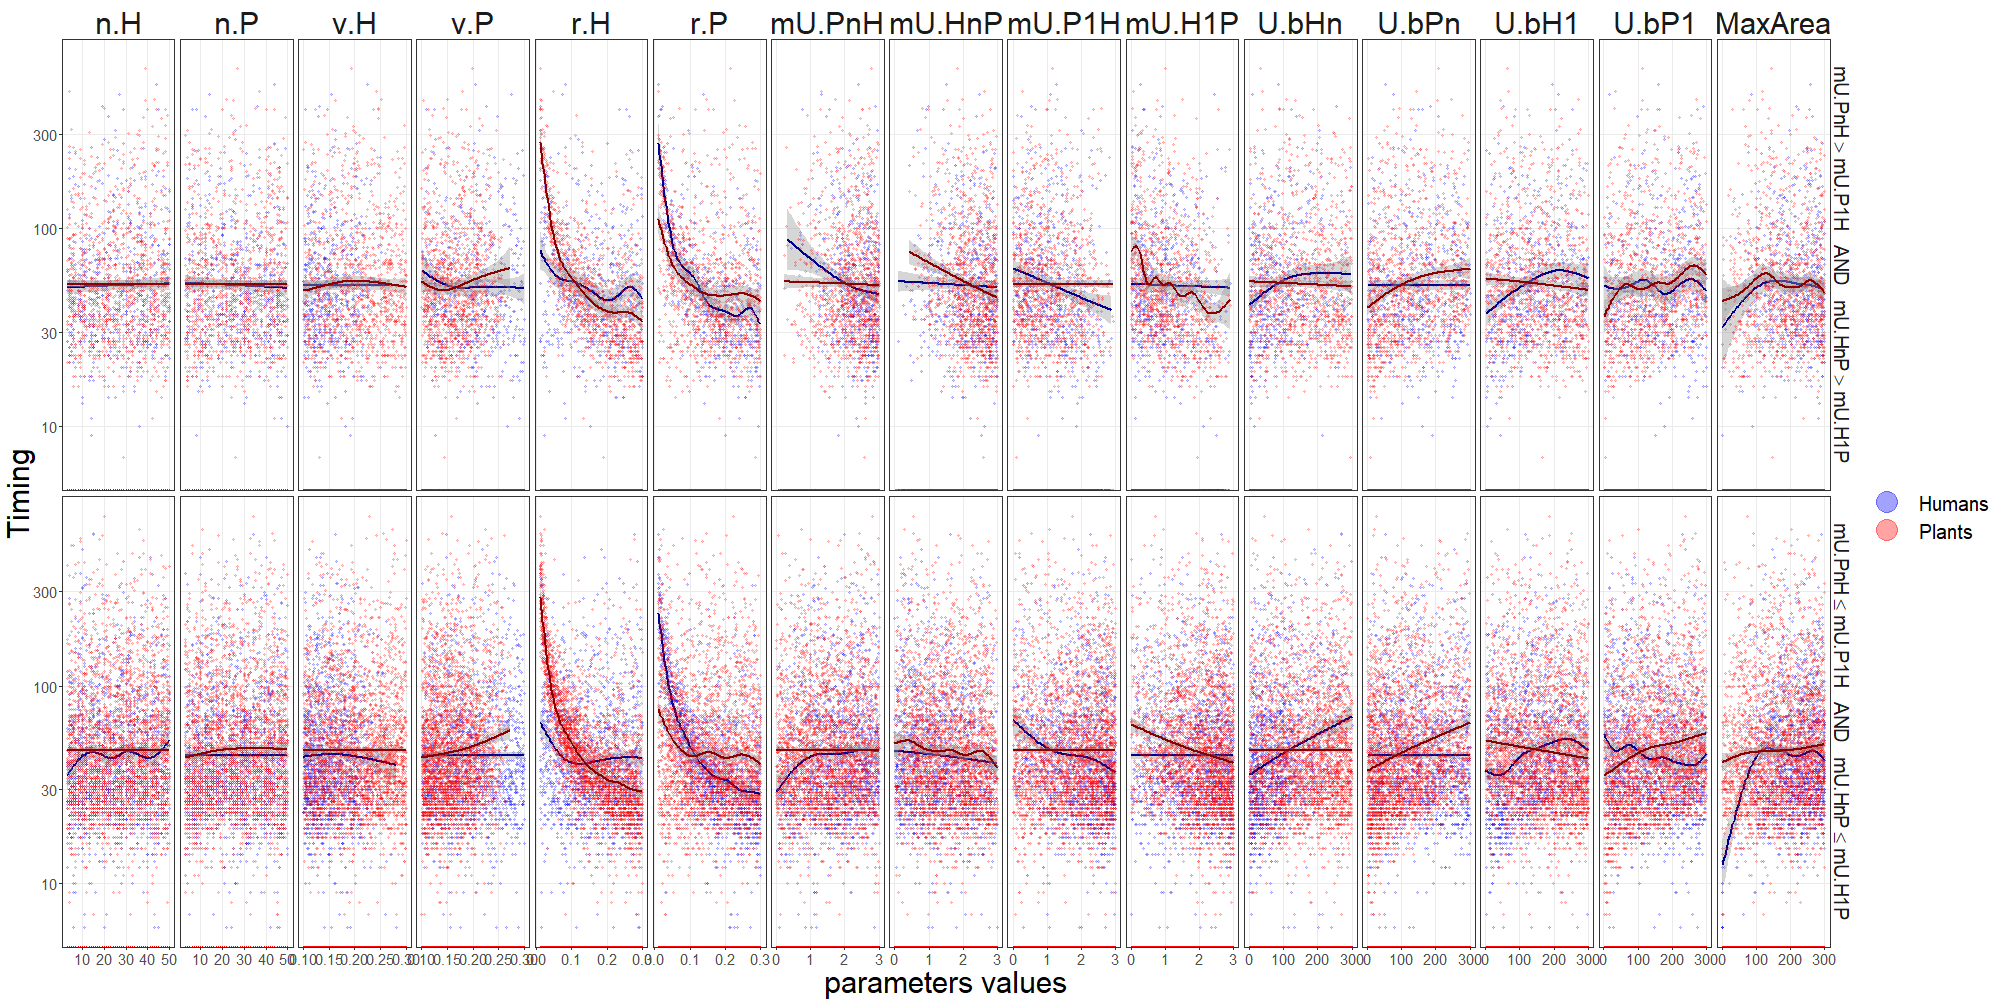 n.H n.P v.H v.P r.H r.P mU.PnH mU.HnP mU.P1H mU.H1P U.bHn U.bPn U.bH1 U.bP1 MaxArea
300
100
30
10
mU.PnH > mU.P1H AND mU.HnP > mU.H1P
Timing
300
100
30
10
mU.PnH ≤ mU.P1H AND mU.HnP ≤ mU.H1P
Humans
Plants
10 20 30 40 50 10 20 30 40 50 0.10 0.15 0.20 0.25 0.30 0.10 0.15 0.20 0.25 0.30 0.0 0.1 0.2 0.3 0.0 0.1 0.2 0.3 0 1 2 3 0 1 2 3 0 1 2 3 0 1 2 3 0 100 200 300 0 100 200 300 0 100 200 300 0 100 200 300 0 100 200 300
parameters values